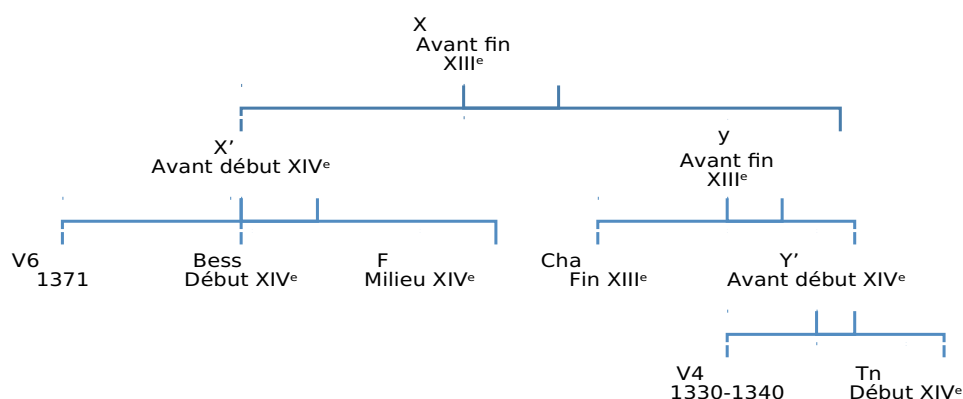 X
Avant fin
XIIIᵉ
X’
Avant début XIVᵉ
y
Avant fin
XIIIᵉ
V6
1371
Bess
Début XIVᵉ
F
Milieu XIVᵉ
Cha
Fin XIIIᵉ
Y’
Avant début XIVᵉ
V4
1330-1340
Tn
Début XIVᵉ